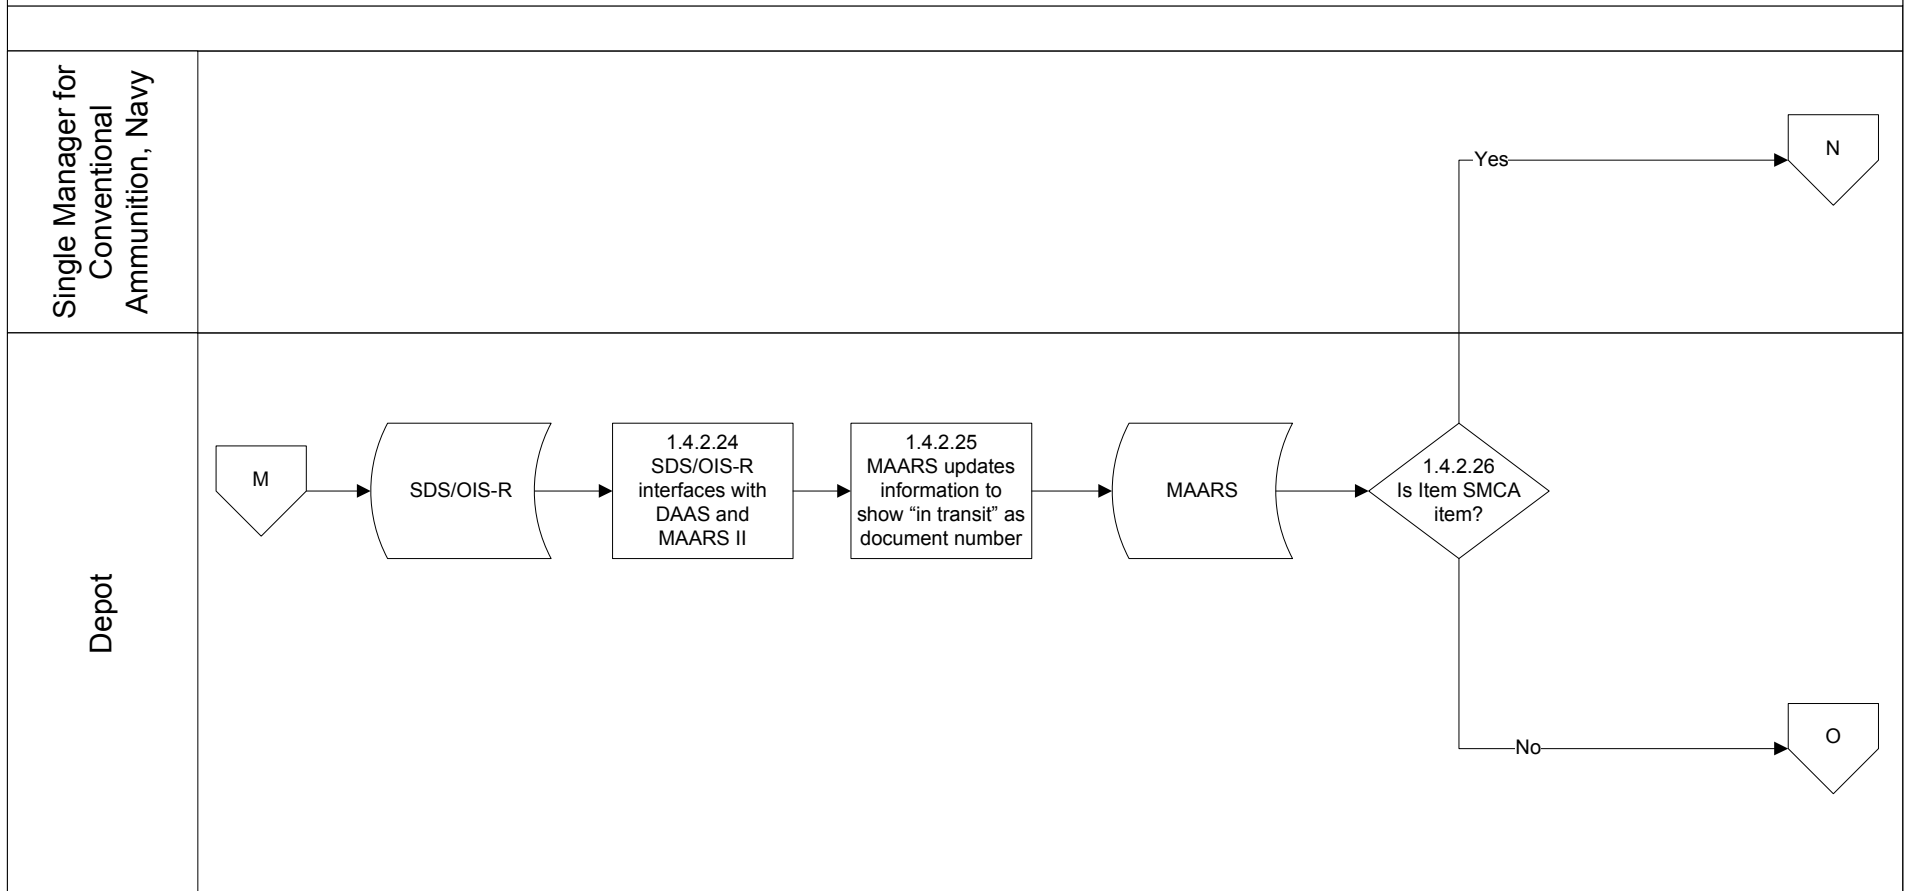 Single Manager for
Conventional
Ammunition, Navy
Yes
N
Depot
M
SDS/OIS-R
1.4.2.24
SDS/OIS-R
interfaces with
DAAS and
MAARS II
1.4.2.25
MAARS updates
information to
show “in transit” as
document number
MAARS
1.4.2.26
Is Item SMCA
item?
No
O